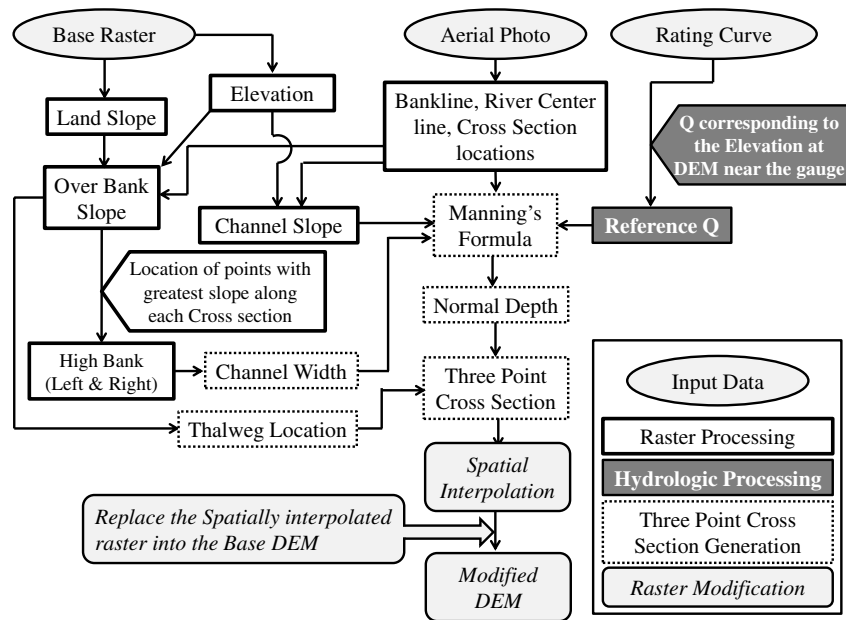 Base Raster
Aerial Photo
Rating Curve
Land Slope
Elevation
Bankline, River Center
line, Cross Section
locations
Q corresponding to
the Elevation at
DEM near the gauge
Over Bank
Slope
Channel Slope
Manning's
Formula
Reference Q
Location of points with
greatest slope along
each Cross section
Normal Depth
High Bank
(Left & Right)
Channel Width
Three Point
Cross Section
Thalweg Location
Spatial
Interpolation
Replace the Spatially interpolated
raster into the Base DEM
Modified
DEM
Input Data
Raster Processing
Hydrologic Processing
Three Point Cross
Section Generation
Raster Modification